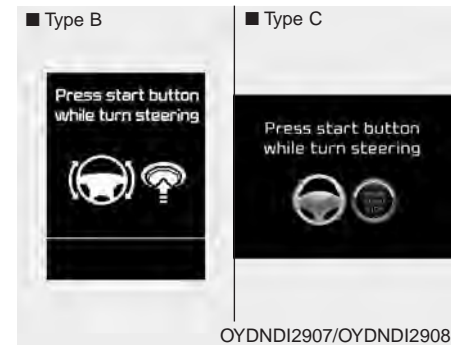 ■ Type B
Press start button
while turn steering
■ Type C
Press start button
while turn steering
OYDNDI2907/OYDNDI2908